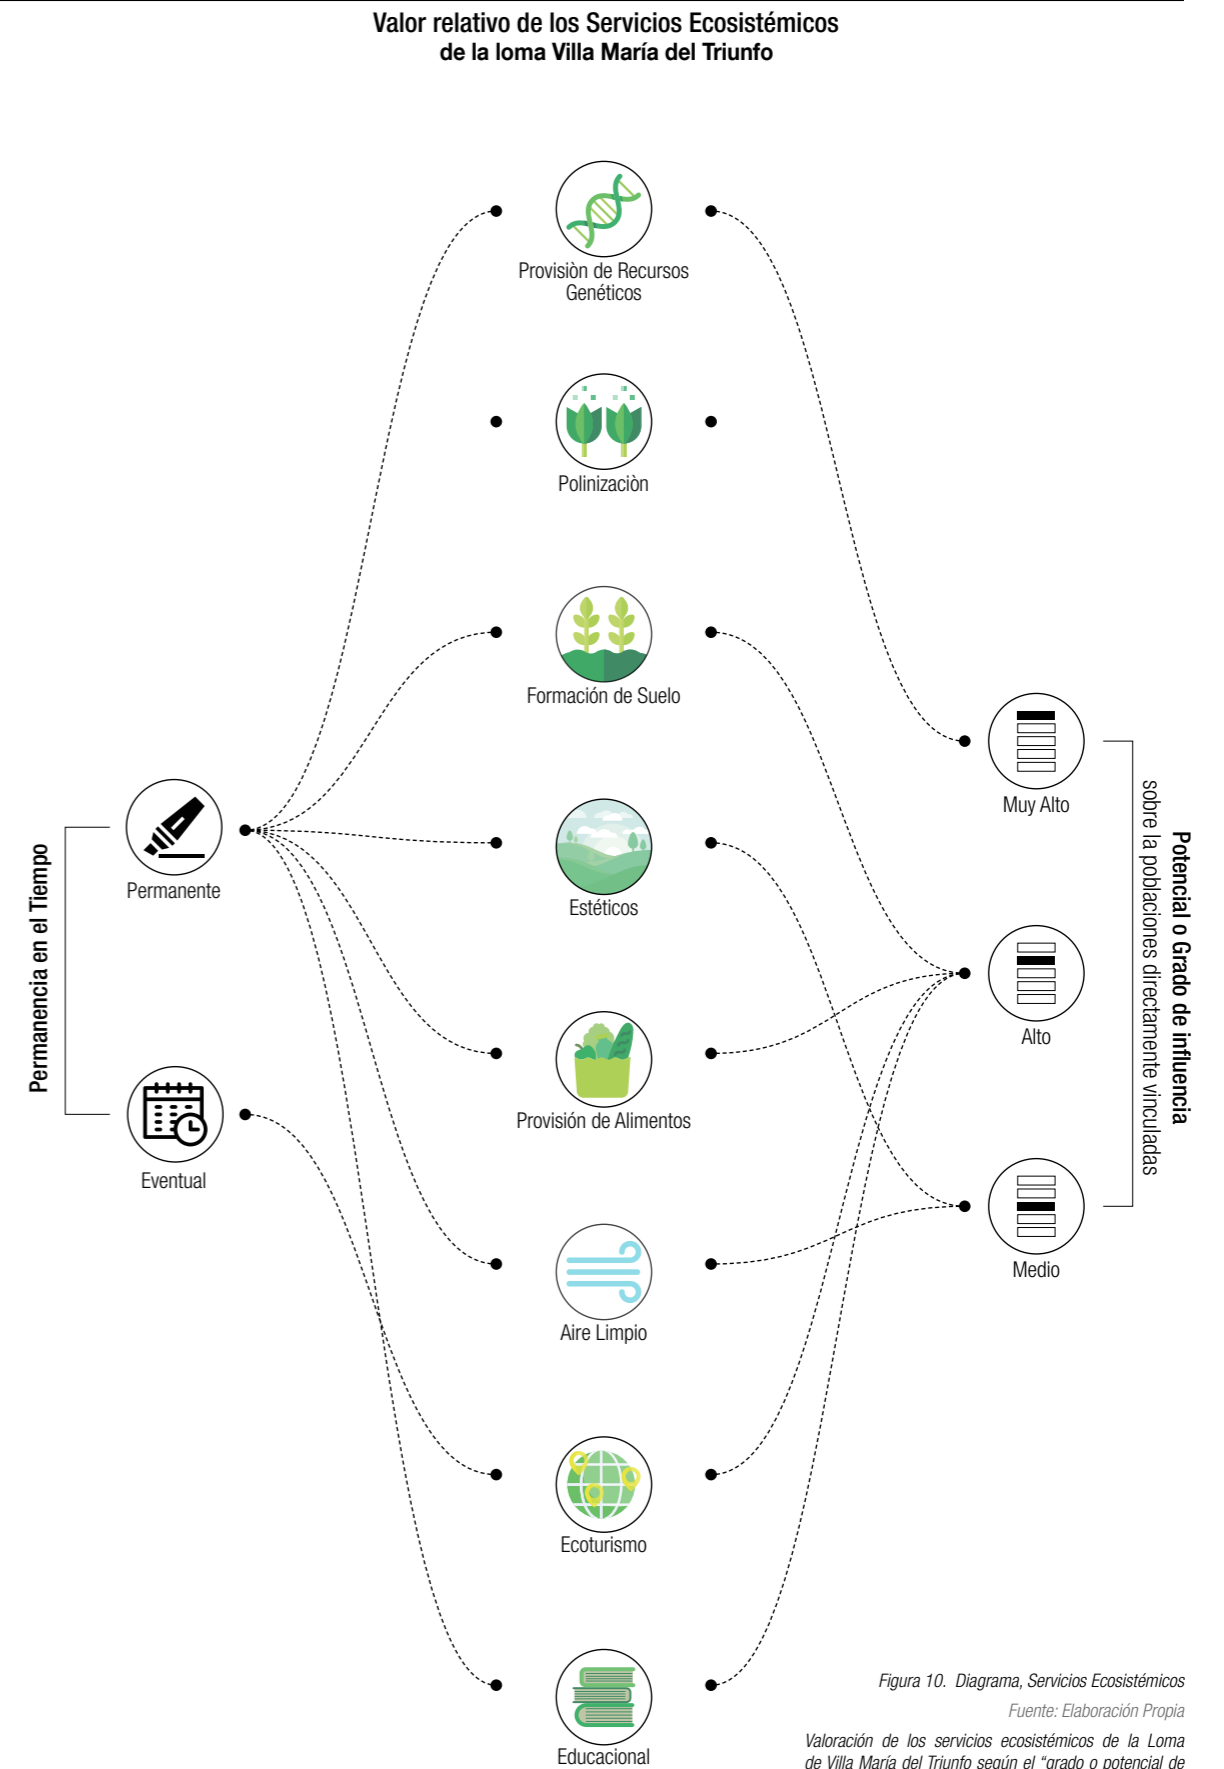 Valor relativo de los Servicios Ecosistémicos
de la loma Villa María del Triunfo
Provisiòn de Recursos
Genéticos
Polinizaciòn
Formación de Suelo
Estéticos
Provisión de Alimentos
Aire Limpio
Ecoturismo
Educacional
Permanencia en el Tiempo
Permanente
Eventual
Muy Alto
Alto
Medio
Potencial o Grado de influencia
sobre la poblaciones directamente vinculadas
Figura 10. Diagrama, Servicios Ecosistémicos
Fuente: Elaboración Propia
Valoración de los servicios ecosistémicos de la Loma
de Villa María del Triunfo según el “grado o potencial de